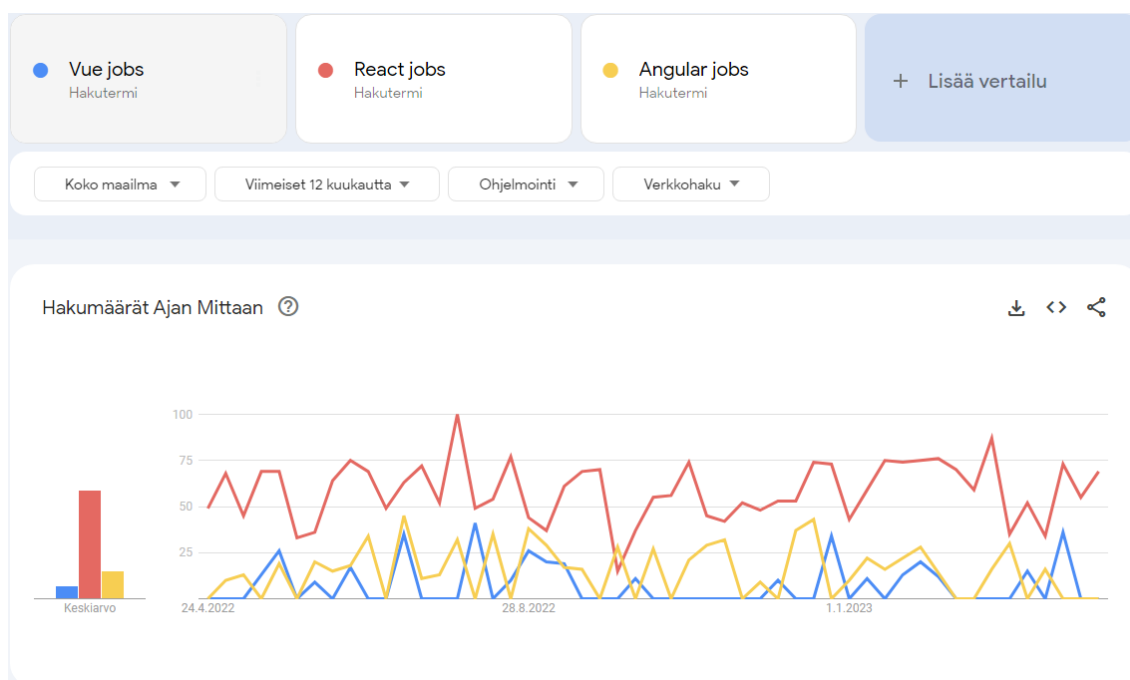 Vue jobs
Hakutermi
React jobs
Hakutermi
Angular jobs
Hakutermi
+ Lisää vertailu
Koko maailma
Viimeiset 12 kuukautta
Ohjelmointi
Verkkohaku
Hakumäärät Ajan Mittaan
100
75
50
25
Keskiarvo
24.4.2022
28.8.2022
1.1.2023